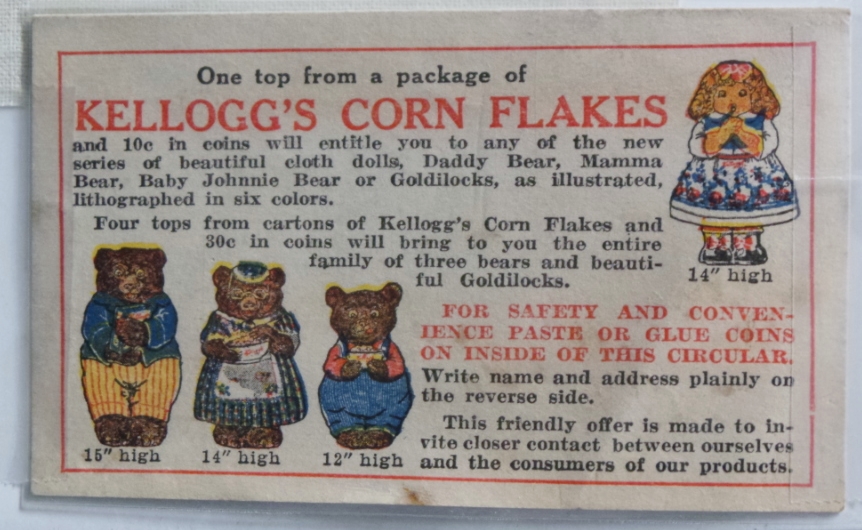 One top from a package of
KELLOGG'S CORN FLAKES
and 10c in coins will entitle you to any of the new
series of beautiful cloth dolls, Daddy Bear, Mamma
Bear, Baby Johnnie Bear or Goldilocks, as illustrated,
lithographed in six colors.
Four tops from cartons of Kellogg's Corn Flakes and
30c in coins will bring to you the entire
family of three bears and beauti-
ful Goldilocks.
14" high
FOR SAFETY AND CONVEN-
IENCE PASTE OR GLUE COINS
ON INSIDE OF THIS CIRCULAR.
Write name and address plainly on
the reverse side.
This friendly offer is made to in-
vite closer contact between ourselves
and the consumers of our products.
15" high
14" high
12" high